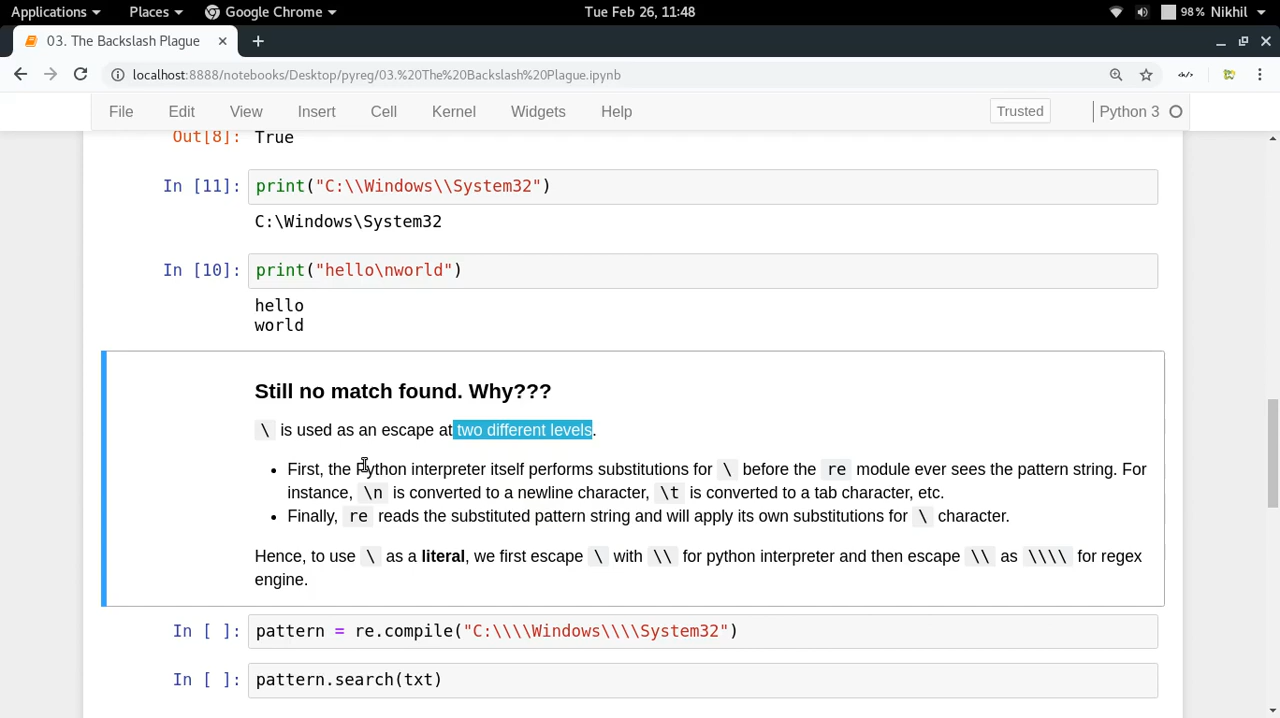 Applications Places Google Chrome Tue Feb 26, 11:48 98% Nikhil
03. The Backslash Plague
localhost:8888/notebooks/Desktop/pyreg/03.%20The%20Backslash%20Plague.ipynb
File Edit View Insert Cell Kernel Widgets Help Trusted Python 3
Out[8]: True
In [11]: print("C:\\Windows\\System32")
C:\Windows\System32
In [10]: print("hello\nworld")
hello
world
Still no match found. Why???
\ is used as an escape at two different levels.
• First, the Python interpreter itself performs substitutions for \ before the re module ever sees the pattern string. For
instance, \n is converted to a newline character, \t is converted to a tab character, etc.
• Finally, re reads the substituted pattern string and will apply its own substitutions for \ character.
Hence, to use \ as a literal, we first escape \ with \\ for python interpreter and then escape \\ as \\\\ for regex
engine.
In [ ]: pattern = re.compile("C:\\\\Windows\\\\System32")
In [ ]: pattern.search(txt)